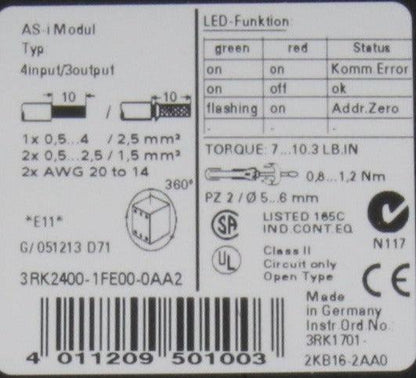 AS-i Modul
Typ
4input/3output
10
10
/
1x 0,5...4 / 2,5 mm²
2x 0,5...2,5 / 1,5 mm²
2x AWG 20 to 14
360°
*E11*
G/ 051213 D71
3RK2400-1FE00-0AA2
4 011209 501003
LED-Funktion:
green red Status
on on Komm.Error
on off ok
flashing on Addr.Zero
. . .
TORQUE: 7...10.3 LB.IN
0,8...1,2 Nm
PZ 2 / Ø 5...6 mm
SA
LISTED 165C
IND.CONT.EQ.
N117
UL
Class II
Circuit only
Open Type
CE
Made
in Germany
Instr Ord No.:
3RK1701-
2KB16-2AA0